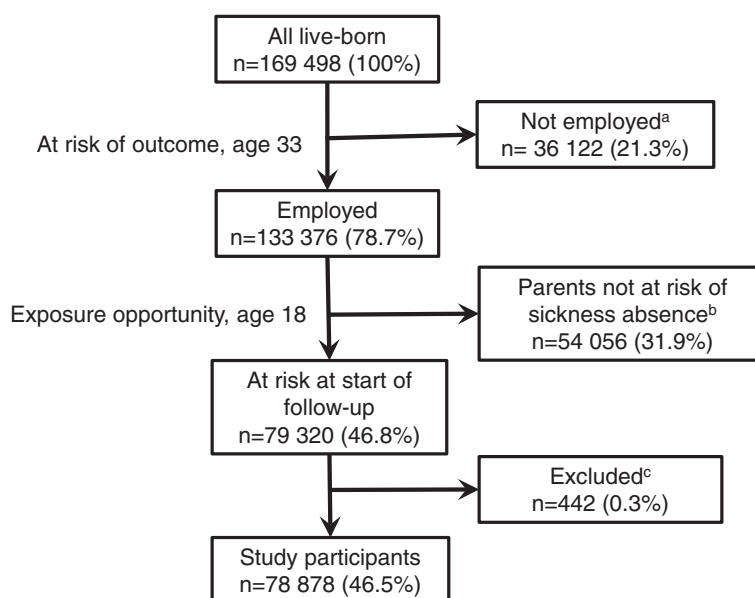 All live-born
n=169 498 (100%)
Not employedᵃ
n= 36 122 (21.3%)
At risk of outcome, age 33
Employed
n=133 376 (78.7%)
Parents not at risk of
sickness absenceᵇ
n=54 056 (31.9%)
Exposure opportunity, age 18
At risk at start of
follow-up
n=79 320 (46.8%)
Excludedᶜ
n=442 (0.3%)
Study participants
n=78 878 (46.5%)